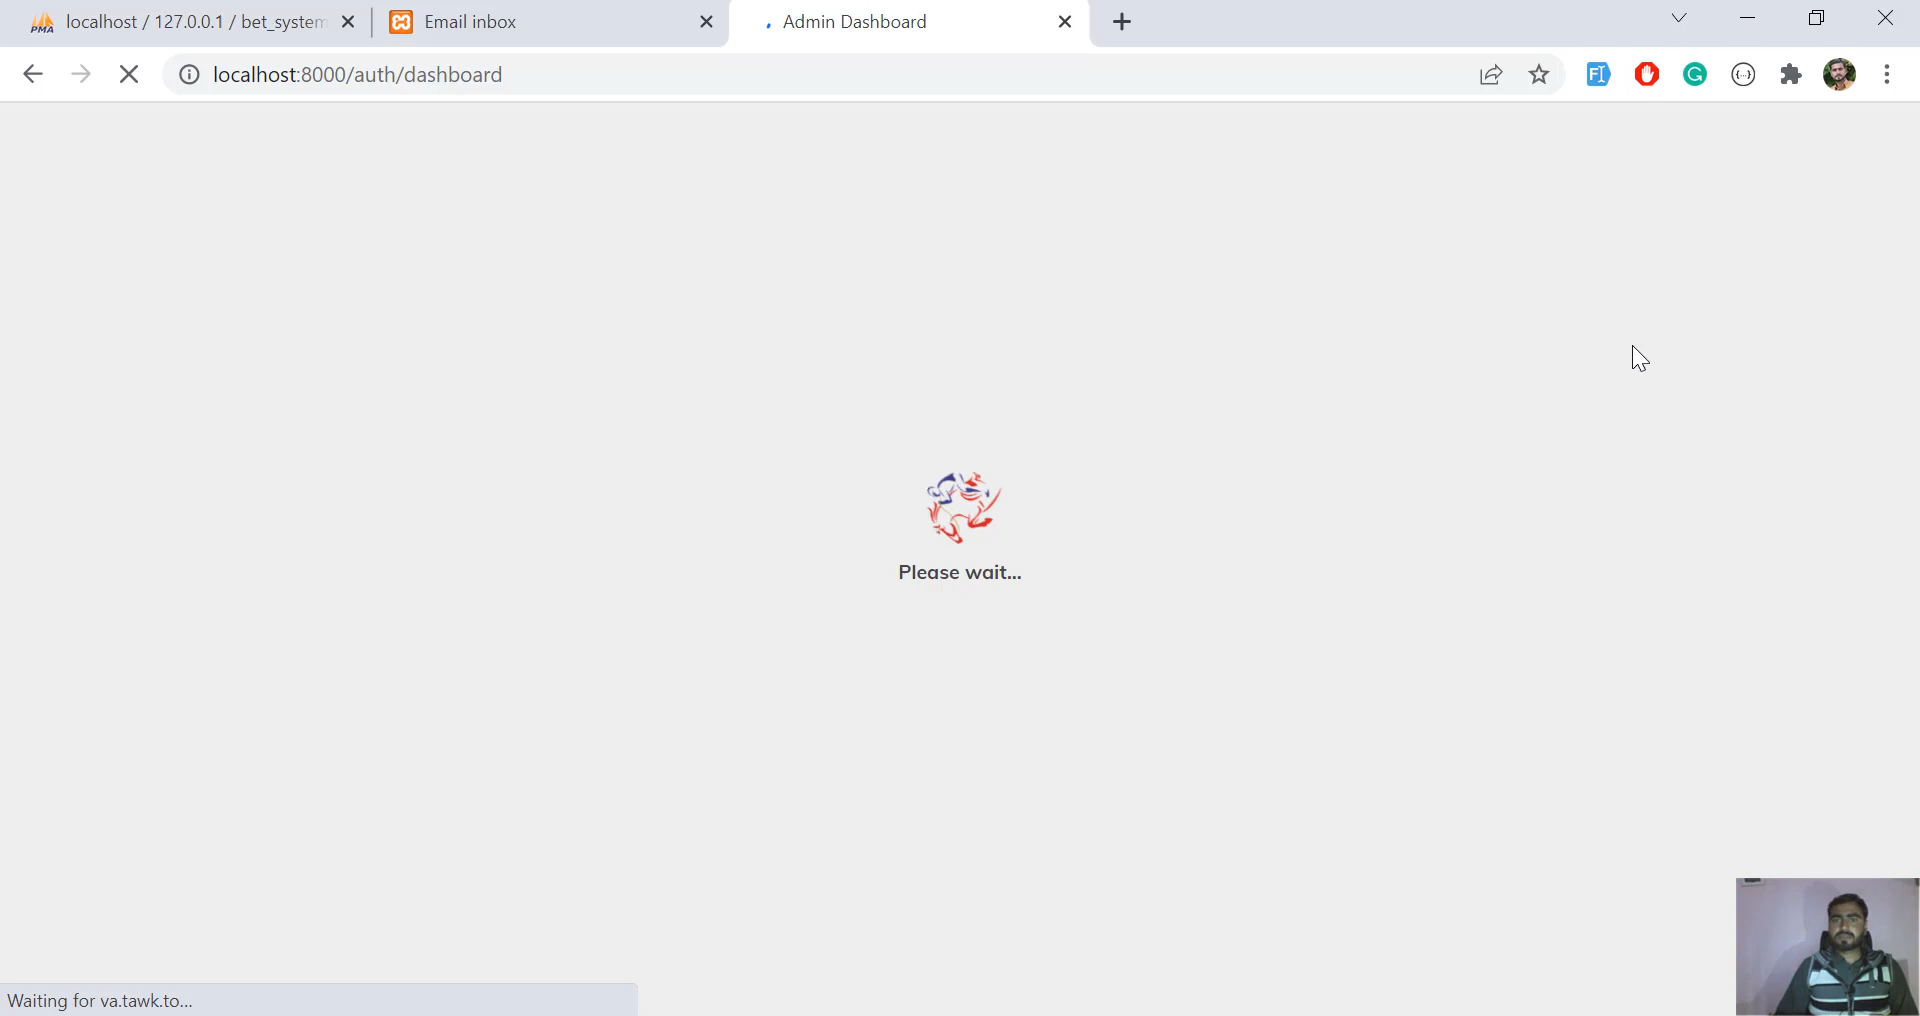 PMA localhost / 127.0.0.1 / bet_system
Email inbox
Admin Dashboard
localhost:8000/auth/dashboard
Please wait...
Waiting for va.tawk.to...